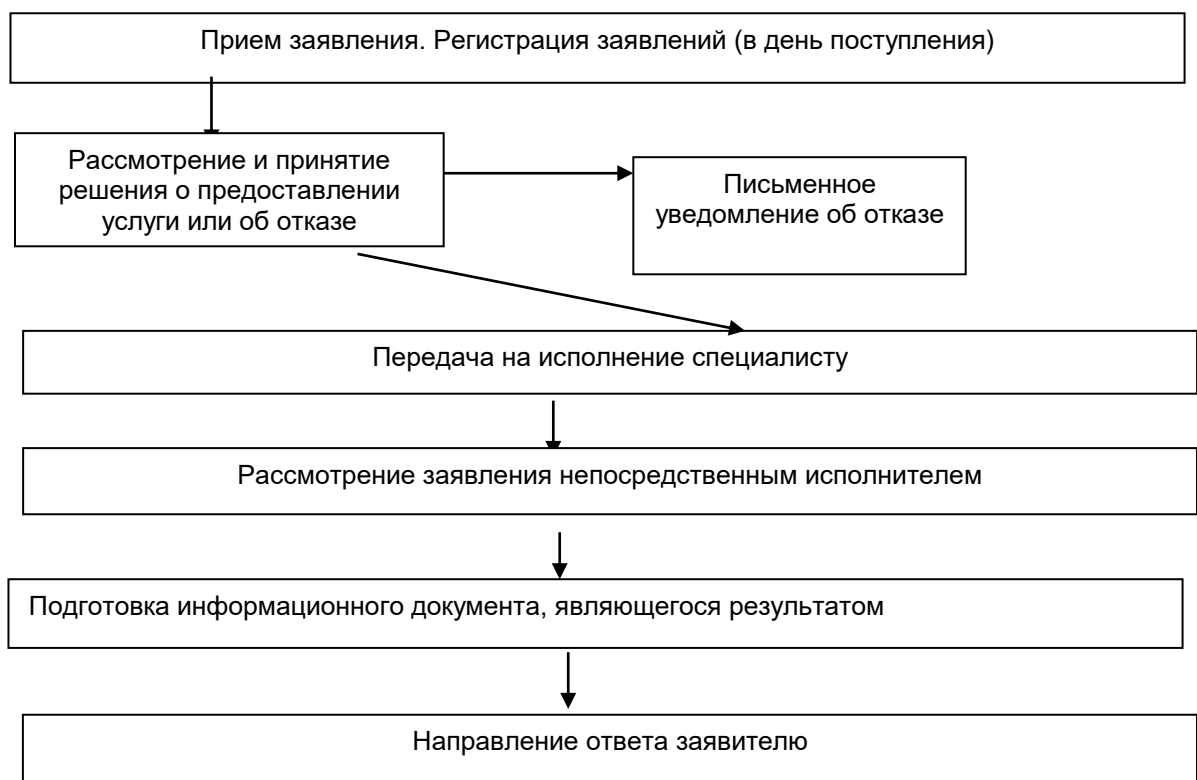 Прием заявления. Регистрация заявлений (в день поступления)
Рассмотрение и принятие
решения о предоставлении
услуги или об отказе
Письменное
уведомление об отказе
Передача на исполнение специалисту
Рассмотрение заявления непосредственным исполнителем
Подготовка информационного документа, являющегося результатом
Направление ответа заявителю